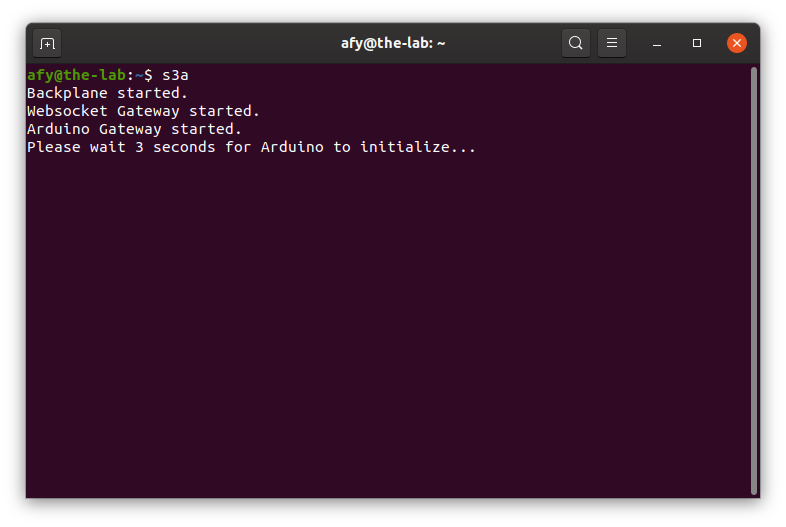 afy@the-lab: ~
afy@the-lab:~$ s3a
Backplane started.
Websocket Gateway started.
Arduino Gateway started.
Please wait 3 seconds for Arduino to initialize...